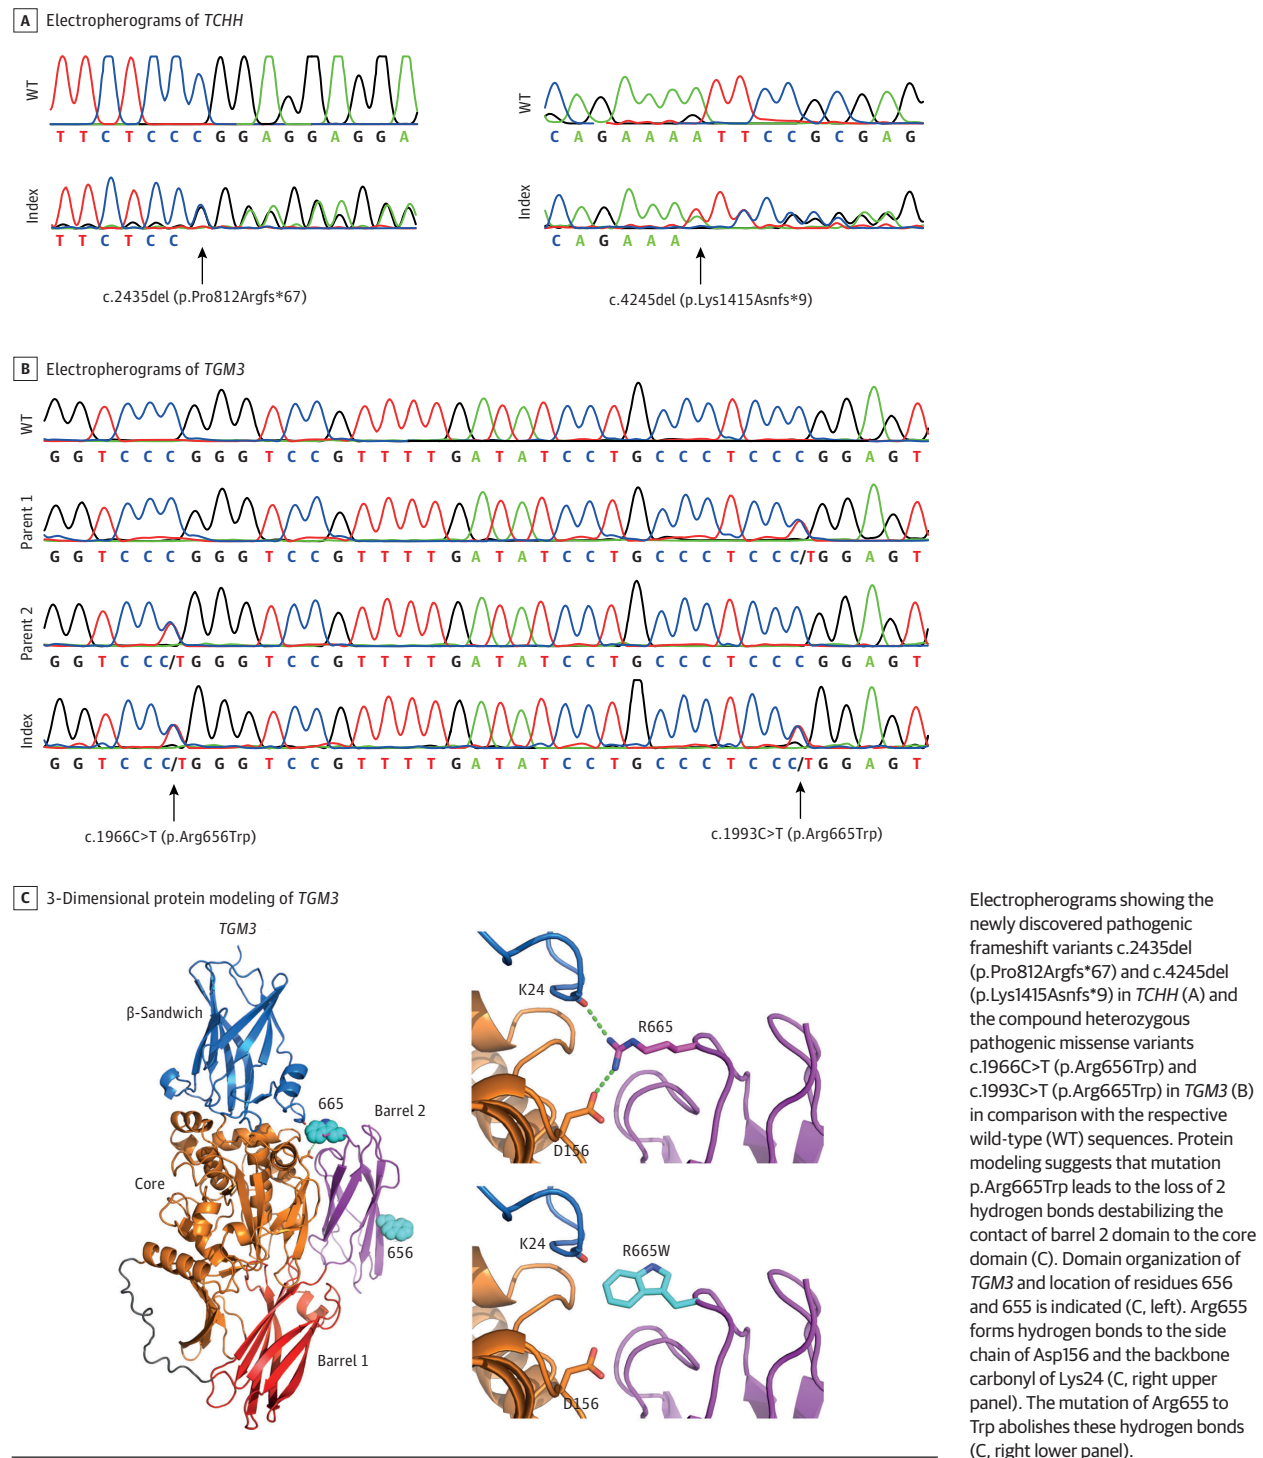 A Electropherograms of TCHH
WT
T T C T C C C G G A G G A G G A
Index
T T C T C C
c.2435del (p.Pro812Argfs*67)
WT
C A G A A A A T T C C G C G A G
Index
C A G A A A
c.4245del (p.Lys1415Asnfs*9)
B Electropherograms of TGM3
WT
G G T C C C G G G T C C G T T T T G A T A T C C T G C C C T C C C G G A G T
Parent 1
G G T C C C G G G T C C G T T T T G A T A T C C T G C C C T C C C/T G G A G T
Parent 2
G G T C C C/T G G G T C C G T T T T G A T A T C C T G C C C T C C C G G A G T
Index
G G T C C C/T G G G T C C G T T T T G A T A T C C T G C C C T C C C/T G G A G T
c.1966C>T (p.Arg656Trp)
c.1993C>T (p.Arg665Trp)
C 3-Dimensional protein modeling of TGM3
TGM3
β-Sandwich
665
Barrel 2
Core
656
Barrel 1
K24
R665
D156
K24
R665W
D156
Electropherograms showing the
newly discovered pathogenic
frameshift variants c.2435del
(p.Pro812Argfs*67) and c.4245del
(p.Lys1415Asnfs*9) in TCHH (A) and
the compound heterozygous
pathogenic missense variants
c.1966C>T (p.Arg656Trp) and
c.1993C>T (p.Arg665Trp) in TGM3 (B)
in comparison with the respective
wild-type (WT) sequences. Protein
modeling suggests that mutation
p.Arg665Trp leads to the loss of 2
hydrogen bonds destabilizing the
contact of barrel 2 domain to the core
domain (C). Domain organization of
TGM3 and location of residues 656
and 655 is indicated (C, left). Arg655
forms hydrogen bonds to the side
chain of Asp156 and the backbone
carbonyl of Lys24 (C, right upper
panel). The mutation of Arg655 to
Trp abolishes these hydrogen bonds
(C, right lower panel).